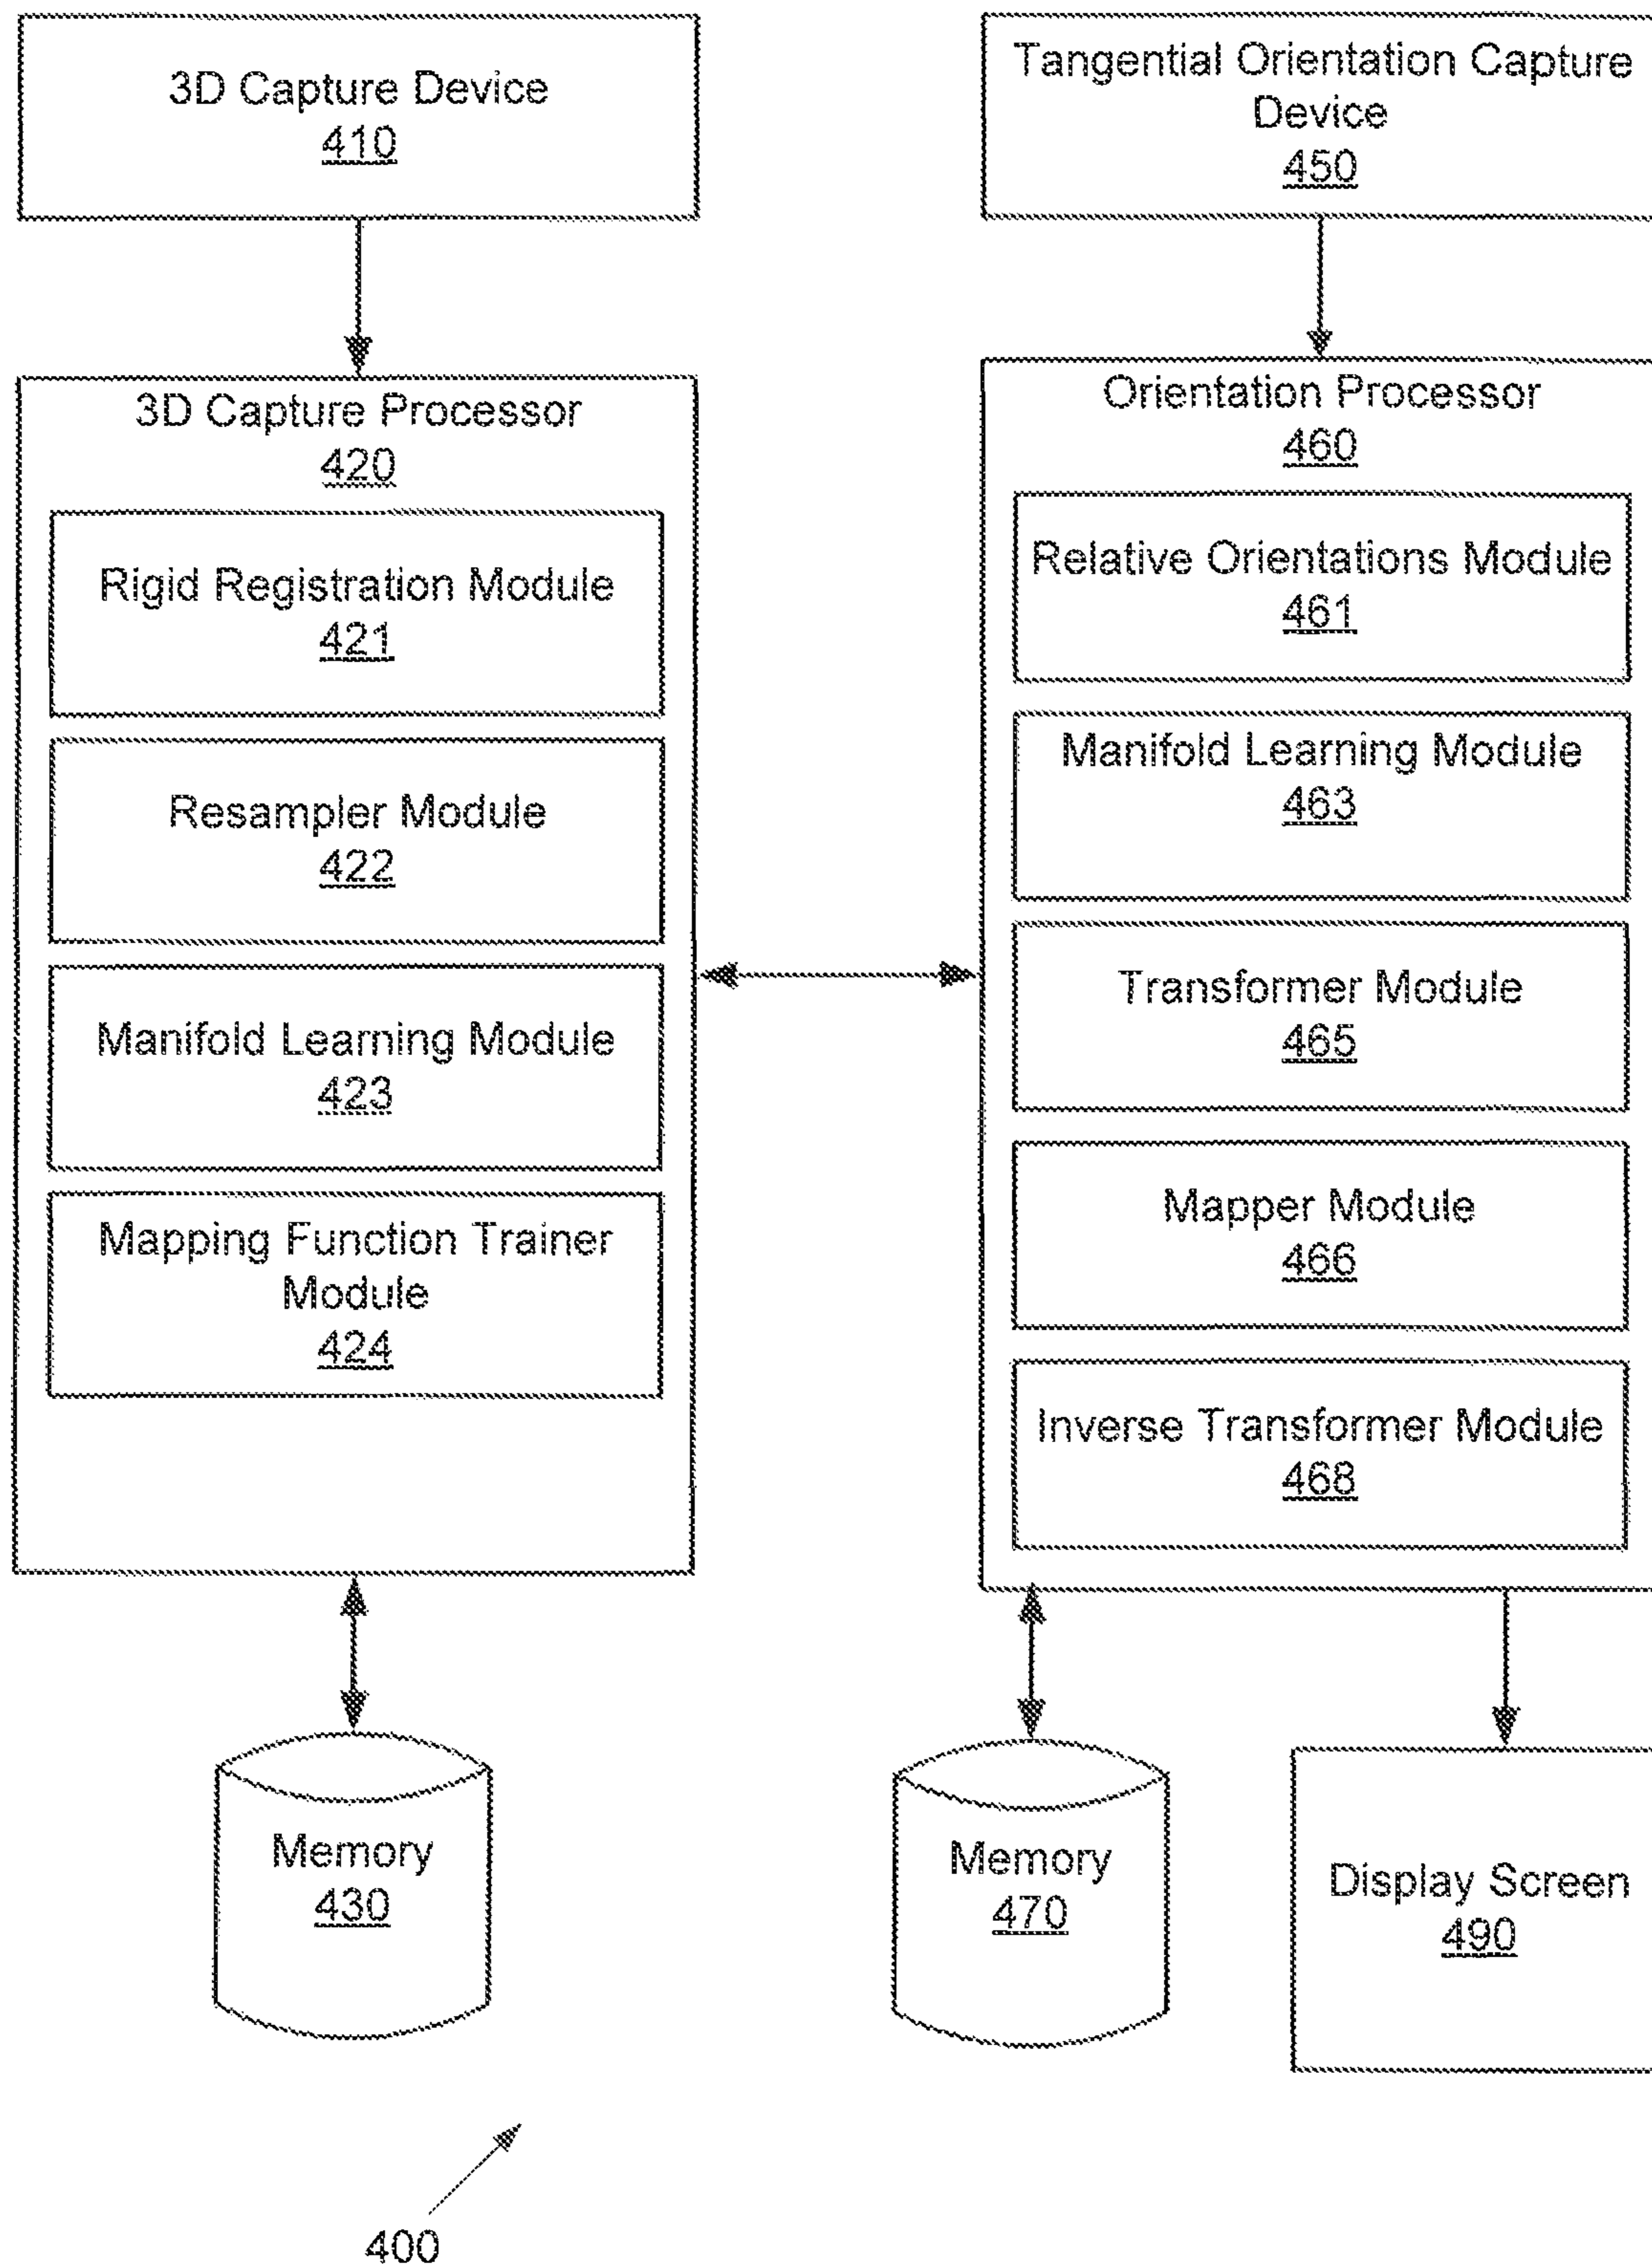 3D Capture Device
410
Tangential Orientation Capture
Device
450
3D Capture Processor
420
Rigid Registration Module
421
Resampler Module
422
Manifold Learning Module
423
Mapping Function Trainer
Module
424
Orientation Processor
460
Relative Orientations Module
461
Manifold Learning Module
463
Transformer Module
465
Mapper Module
466
Inverse Transformer Module
468
Memory
430
Memory
470
Display Screen
490
400